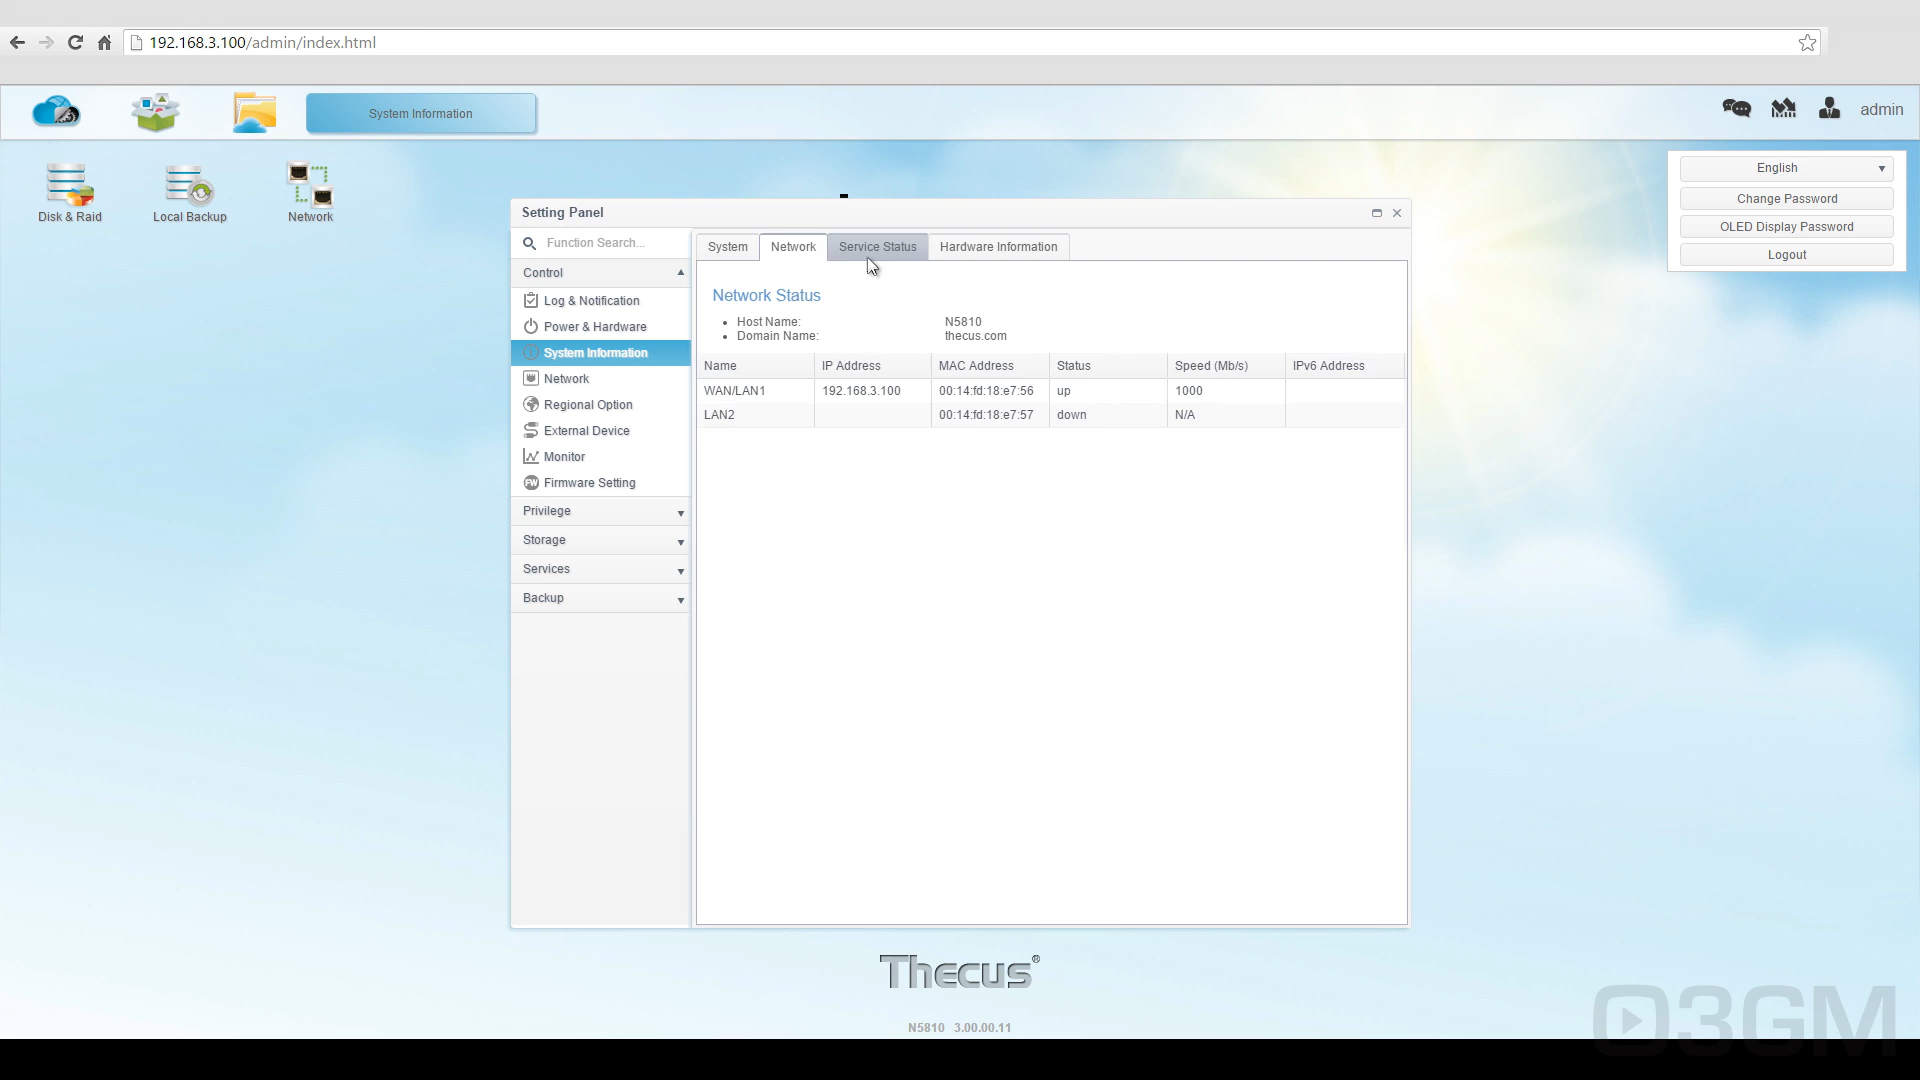 192.168.3.100/admin/index.html
System Information
admin
Disk & Raid
Local Backup
Network
English
Change Password
OLED Display Password
Logout
Setting Panel
Function Search...
Control
Log & Notification
Power & Hardware
System Information
Network
Regional Option
External Device
Monitor
FW Firmware Setting
Privilege
Storage
Services
Backup
System Network Service Status Hardware Information
Network Status
Host Name: N5810
Domain Name: thecus.com
Name IP Address MAC Address Status Speed (Mb/s) IPv6 Address
WAN/LAN1 192.168.3.100 00:14:fd:18:e7:56 up 1000
LAN2 00:14:fd:18:e7:57 down N/A
Thecus®
N5810 3.00.00.11
3GM